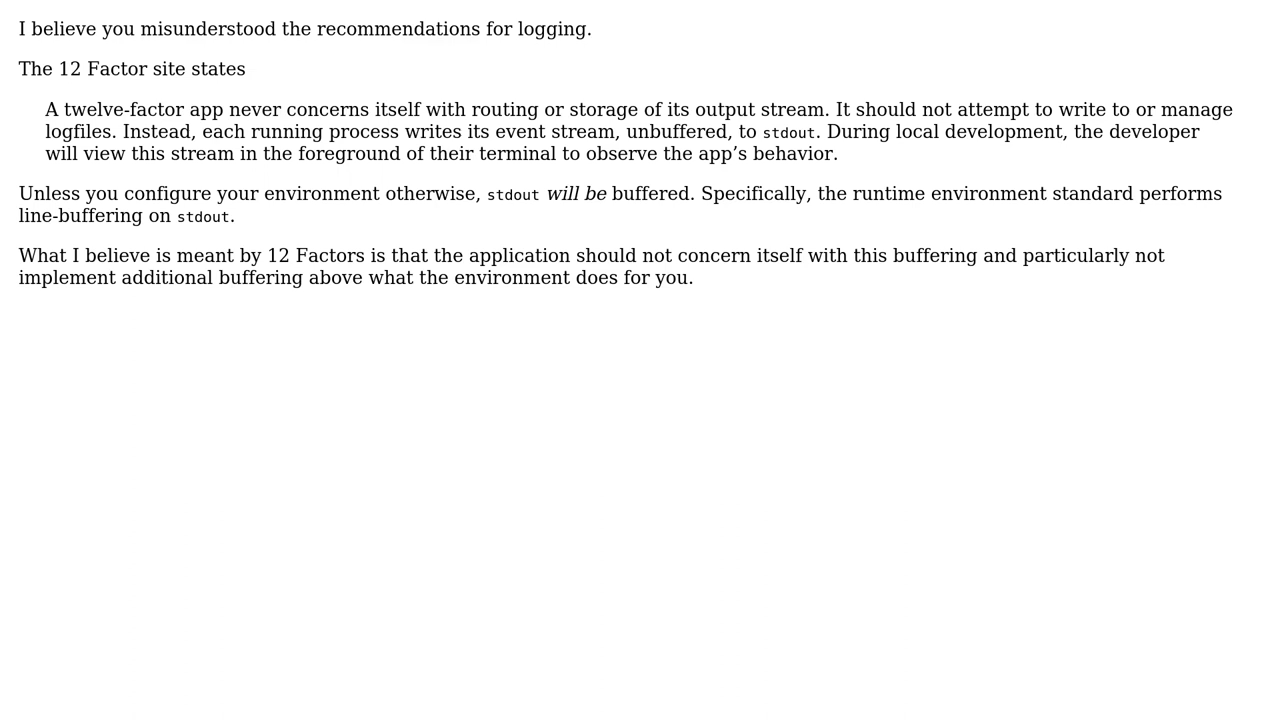 I believe you misunderstood the recommendations for logging.
The 12 Factor site states
A twelve-factor app never concerns itself with routing or storage of its output stream. It should not attempt to write to or manage
logfiles. Instead, each running process writes its event stream, unbuffered, to stdout. During local development, the developer
will view this stream in the foreground of their terminal to observe the app’s behavior.
Unless you configure your environment otherwise, stdout will be buffered. Specifically, the runtime environment standard performs
line-buffering on stdout.
What I believe is meant by 12 Factors is that the application should not concern itself with this buffering and particularly not
implement additional buffering above what the environment does for you.